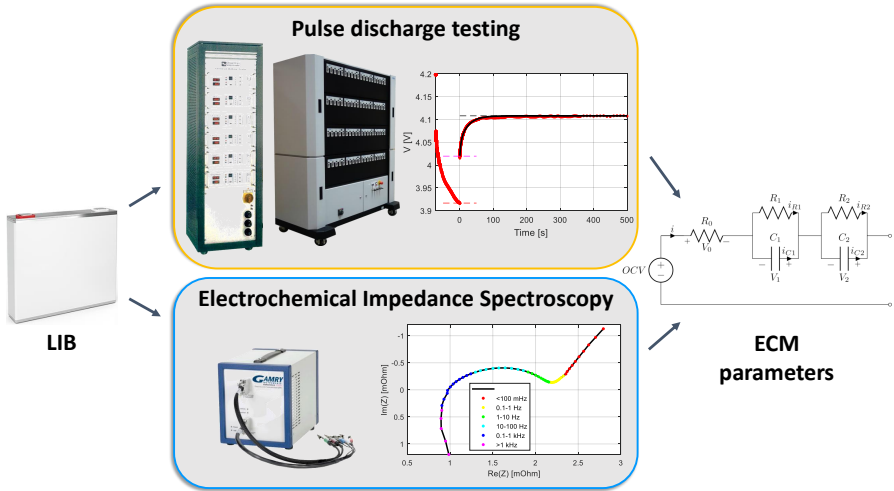 Pulse discharge testing
4.2
4.15
4.1
4.05
4
3.95
3.9
V [V]
0
100
200
300
400
500
Time [s]
LIB
Electrochemical Impedance Spectroscopy
GAMRY
-1
-0.5
0
0.5
1
Im(Z) [mOhm]
<100 mHz
0.1-1 Hz
1-10 Hz
10-100 Hz
0.1-1 kHz
>1 kHz
0.5
1
1.5
2
2.5
3
Re(Z) [mOhm]
R1
iR1
R2
iR2
i
R0
+ −
V0
C1
iC1
− +
V1
C2
iC2
− +
V2
OCV
+
−
ECM
parameters